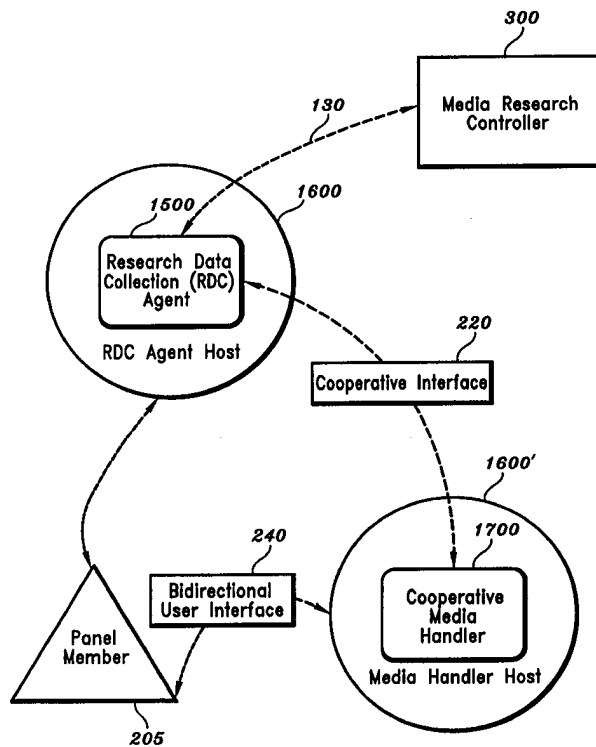 300
Media Research
Controller
130
1500
1600
Research Data
Collection (RDC)
Agent
RDC Agent Host
220
Cooperative Interface
1600'
240
1700
Bidirectional
User Interface
Cooperative
Media
Handler
Panel
Member
Media Handler Host
205